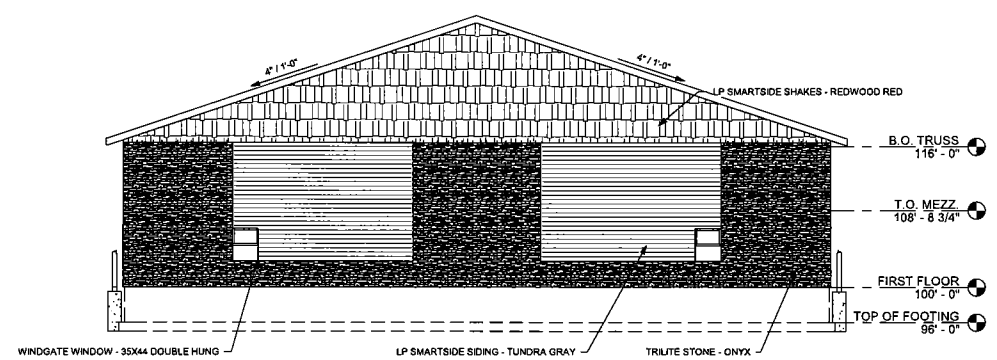 4" / 1'-0"
4" / 1'-0"
LP SMARTSIDE SHAKES - REDWOOD RED
B.O. TRUSS
116' - 0"
T.O. MEZZ.
108' - 8 3/4"
FIRST FLOOR
100' - 0"
TOP OF FOOTING
96' - 0"
WINDGATE WINDOW - 35X44 DOUBLE HUNG
LP SMARTSIDE SIDING - TUNDRA GRAY
TRILITE STONE - ONYX